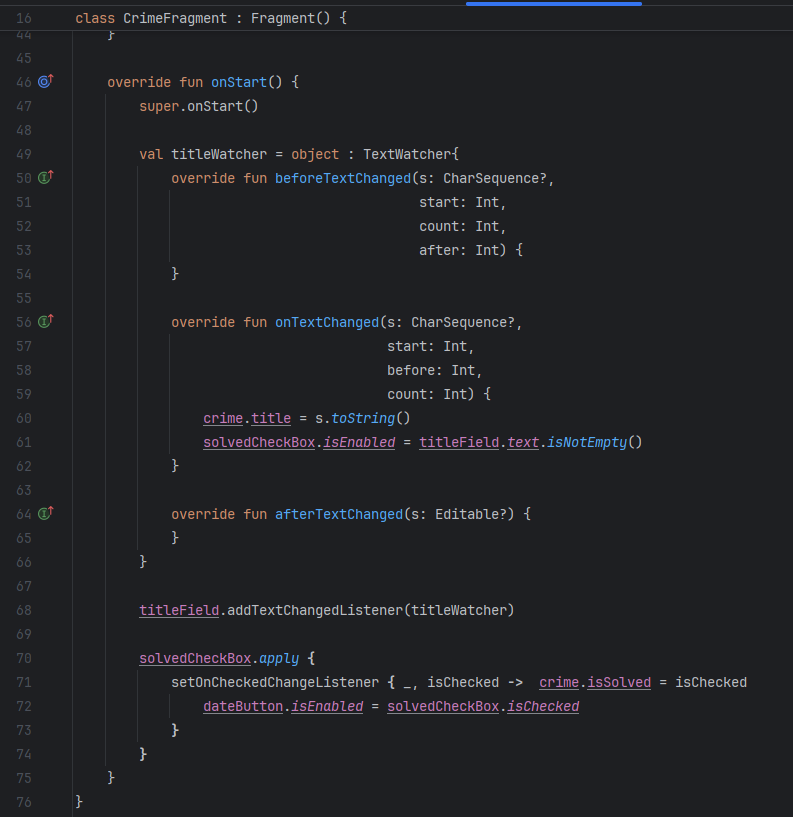 16 class CrimeFragment : Fragment() {
44 }
45
46 override fun onStart() {
47 super.onStart()
48
49 val titleWatcher = object : TextWatcher{
50 override fun beforeTextChanged(s: CharSequence?,
51 start: Int,
52 count: Int,
53 after: Int) {
54 }
55
56 override fun onTextChanged(s: CharSequence?,
57 start: Int,
58 before: Int,
59 count: Int) {
60 crime.title = s.toString()
61 solvedCheckBox.isEnabled = titleField.text.isNotEmpty()
62 }
63
64 override fun afterTextChanged(s: Editable?) {
65 }
66 }
67
68 titleField.addTextChangedListener(titleWatcher)
69
70 solvedCheckBox.apply {
71 setOnCheckedChangeListener { _, isChecked -> crime.isSolved = isChecked
72 dateButton.isEnabled = solvedCheckBox.isChecked
73 }
74 }
75 }
76 }